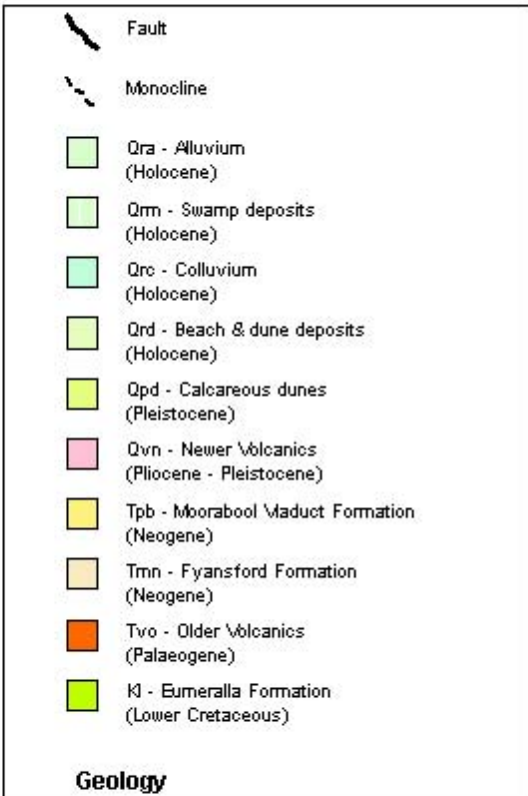 Fault
Monocline
Qra - Alluvium
(Holocene)
Qrm - Swamp deposits
(Holocene)
Qrc - Colluvium
(Holocene)
Qrd - Beach & dune deposits
(Holocene)
Qpd - Calcareous dunes
(Pleistocene)
Qvn - Newer Volcanics
(Pliocene - Pleistocene)
Tpb - Moorabool Viaduct Formation
(Neogene)
Tmn - Fyansford Formation
(Neogene)
Tvo - Older Volcanics
(Palaeogene)
Kl - Eumeralla Formation
(Lower Cretaceous)
Geology